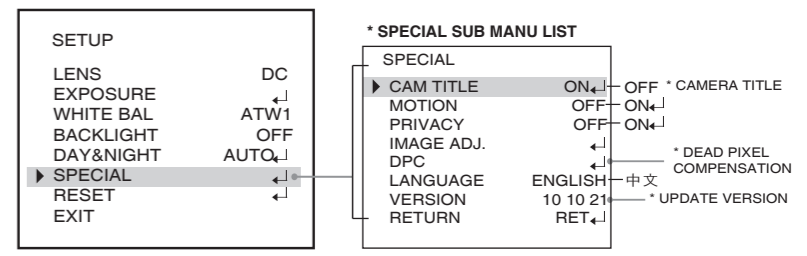 SETUP
LENS DC
EXPOSURE ↲
WHITE BAL ATW1
BACKLIGHT OFF
DAY&NIGHT AUTO↲
SPECIAL ↲
RESET ↲
EXIT
* SPECIAL SUB MANU LIST
SPECIAL
CAM TITLE ON↲ OFF * CAMERA TITLE
MOTION OFF ON↲
PRIVACY OFF ON↲
IMAGE ADJ. ↲
DPC ↲ * DEAD PIXEL
COMPENSATION
LANGUAGE ENGLISH 中文
VERSION 10 10 21 * UPDATE VERSION
RETURN RET↲